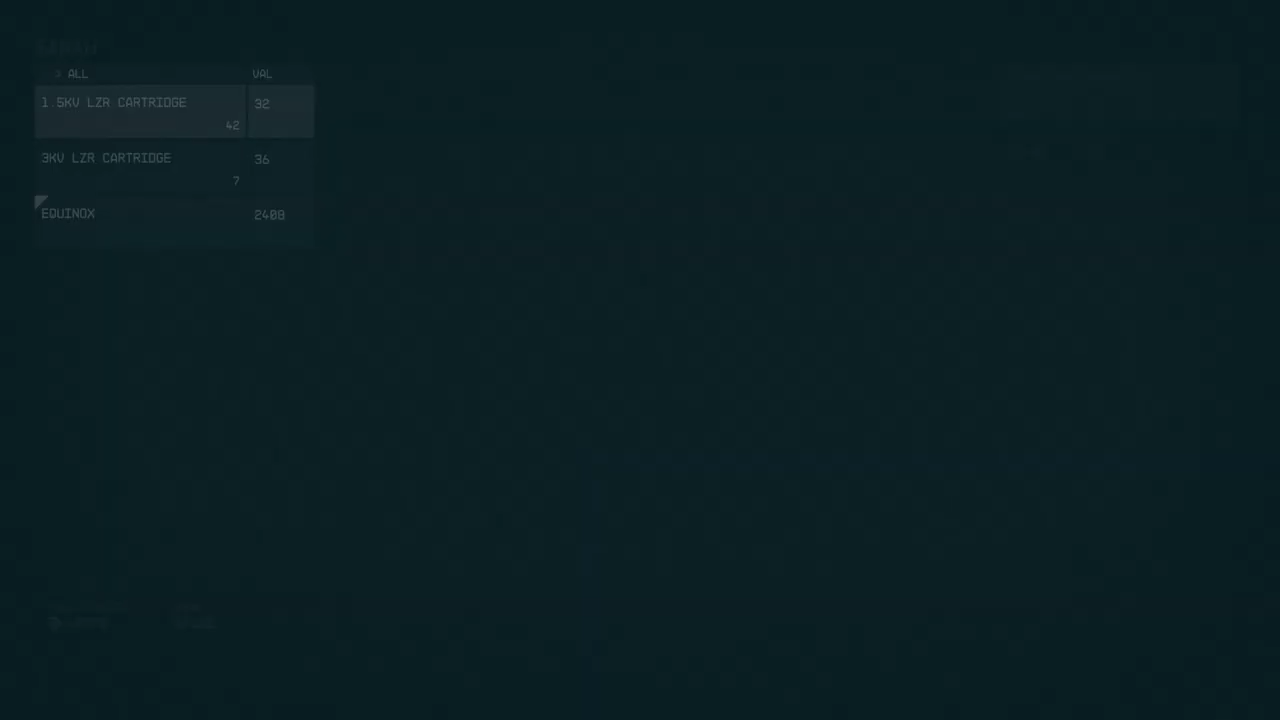 > ALL VAL
1.5KV LZR CARTRIDGE 32
42
3KV LZR CARTRIDGE 36
7
EQUINOX 2408